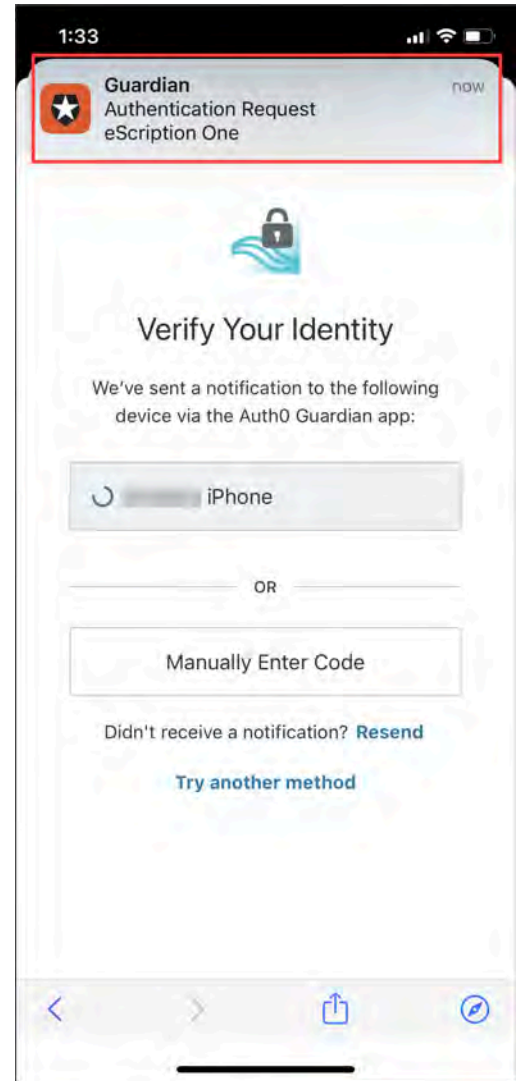 1:33
Guardian
now
Authentication Request
eScription One
Verify Your Identity
We've sent a notification to the following
device via the Auth0 Guardian app:
iPhone
OR
Manually Enter Code
Didn't receive a notification? Resend
Try another method